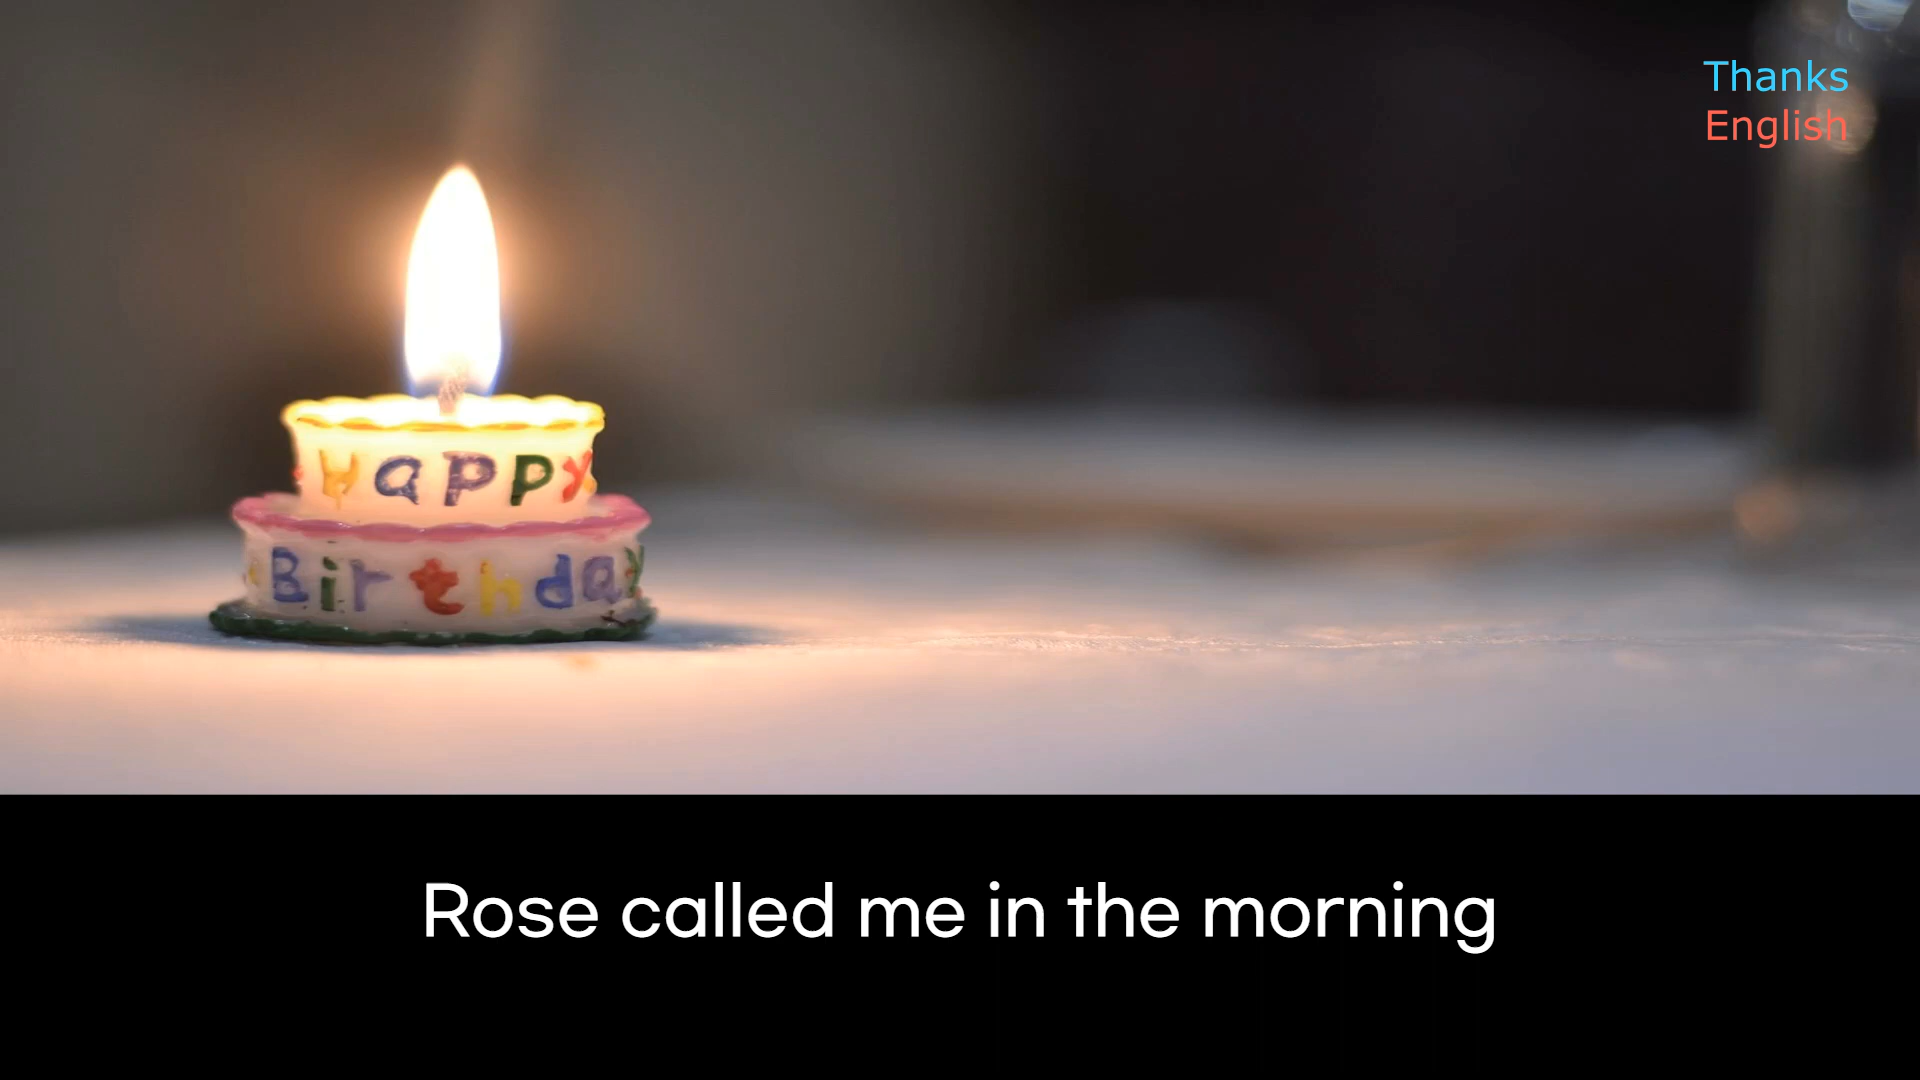 Thanks
English
Happy
Birthday
Rose called me in the morning